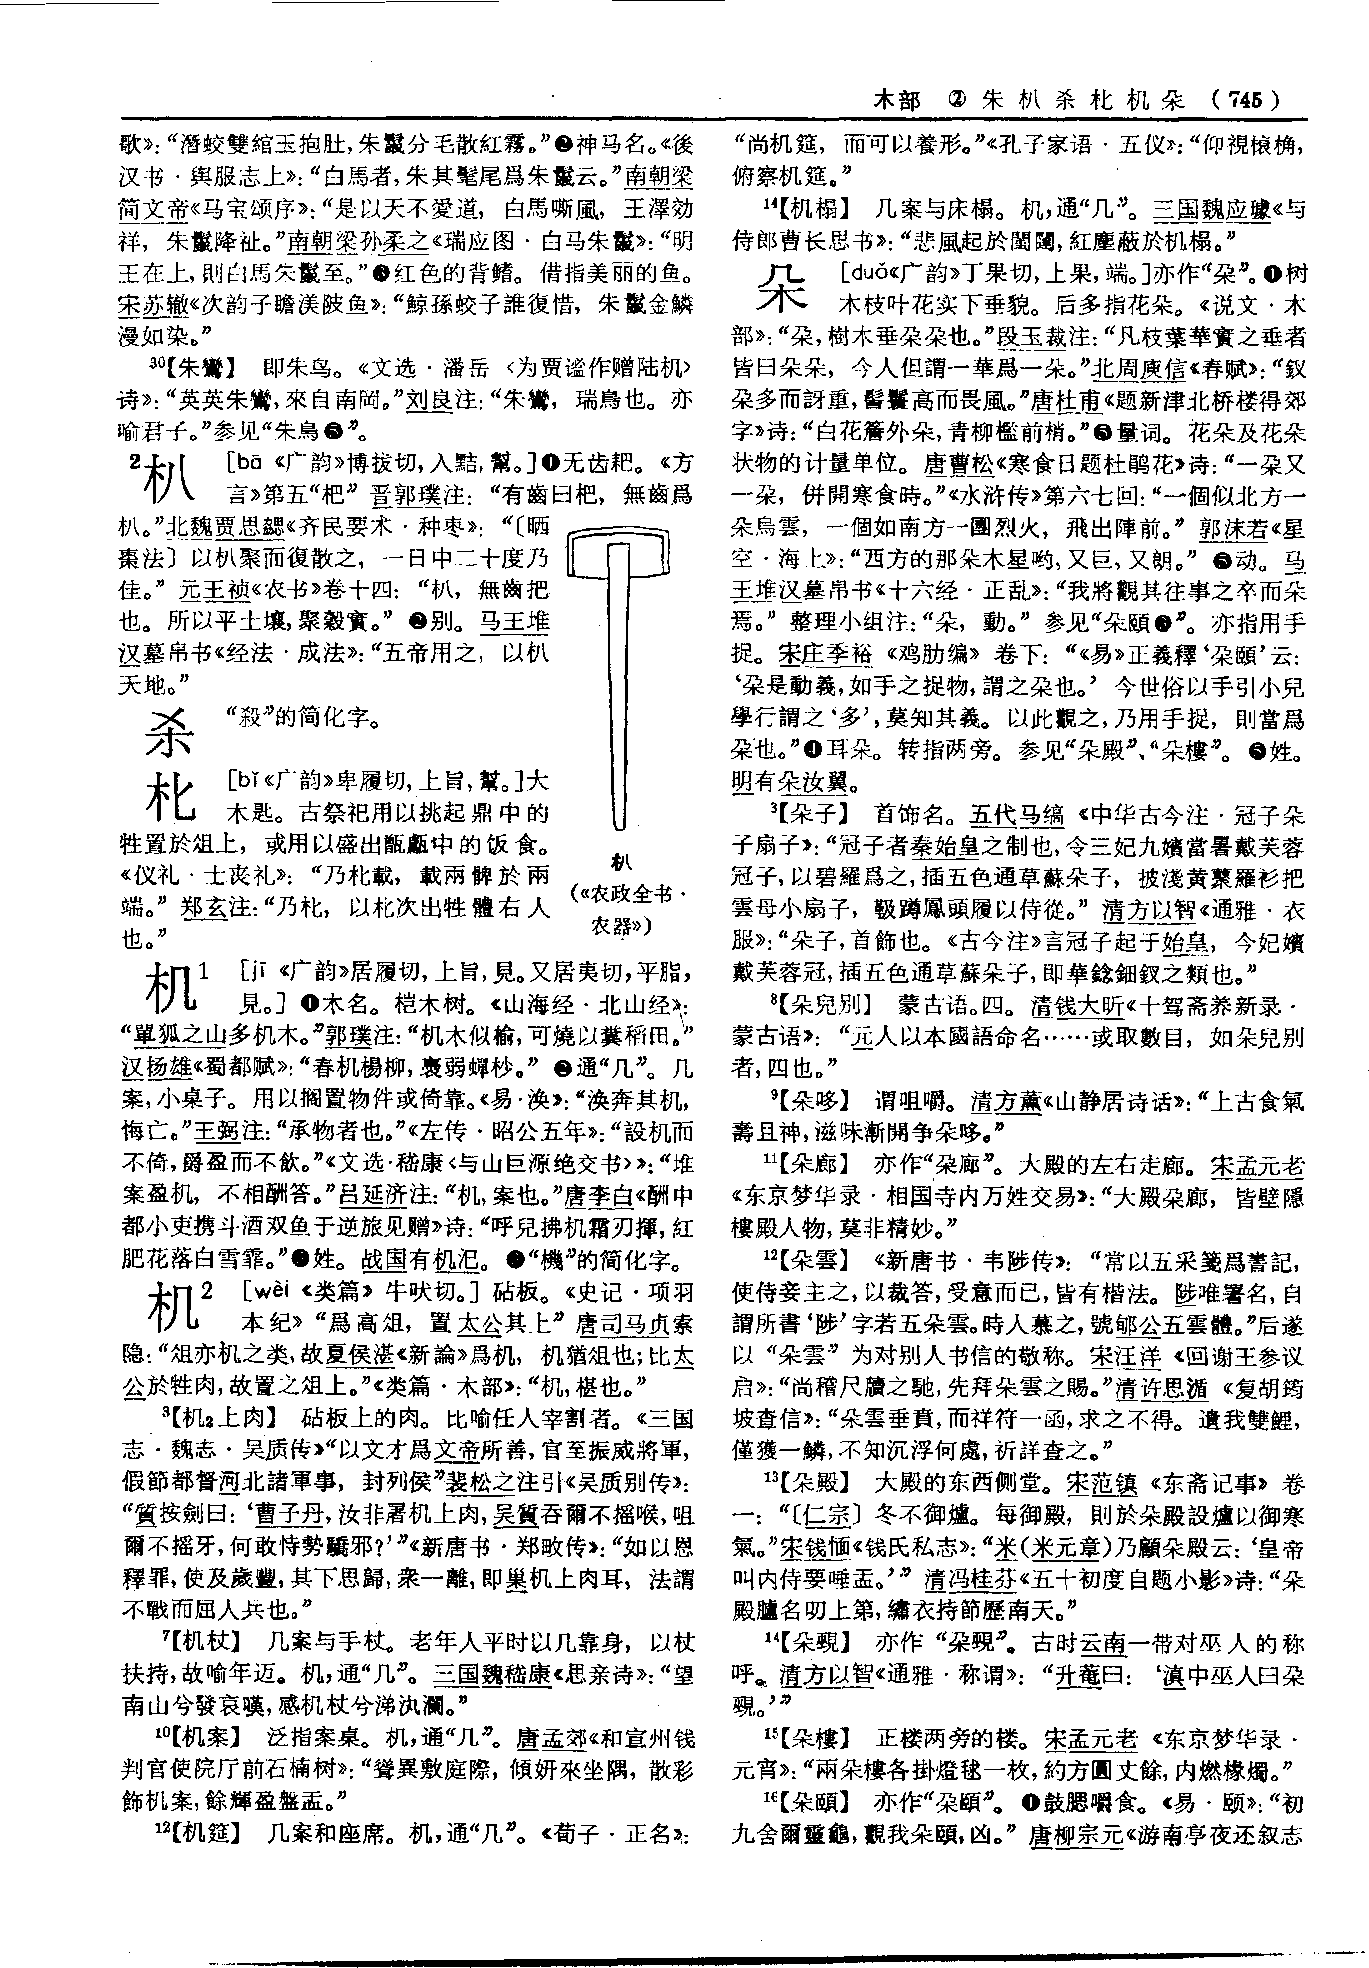 木部 ② 朱朳杀朼机朵 (745)
歌》：“潛蛟雙綰玉抱肚，朱鬣分毛散紅霧。”❷神马名。《後
汉书·舆服志上》：“白馬者，朱其髦尾爲朱鬣云。”南朝梁
简文帝《马宝颂序》：“是以天不愛道，白馬嘶風，王澤効
祥，朱鬣降祉。”南朝梁孙柔之《瑞应图·白马朱鬣》：“明
王在上，則白馬朱鬣至。”❸红色的背鳍。借指美丽的鱼。
宋苏辙《次韵子瞻渼陂鱼》：“鯨孫蛟子誰復惜，朱鬣金鱗
漫如染。”
³⁰【朱鸞】 即朱鸟。《文选·潘岳〈为贾谧作赠陆机〉
诗》：“英英朱鸞，來自南岡。”刘良注：“朱鸞，瑞鳥也。亦
喻君子。”参见“朱鳥❺”。
²朳 [bā《广韵》博拔切，入黠，幫。]❶无齿耙。《方
言》第五“杷”晋郭璞注：“有齒曰杷，無齒爲
朳。”北魏贾思勰《齐民要术·种枣》：“〔晒
棗法〕以朳聚而復散之，一日中二十度乃
佳。”元王祯《农书》卷十四：“朳，無齒把
也。所以平土壤，聚穀實。”❷别。马王堆
汉墓帛书《经法·成法》：“五帝用之，以朳
天地。”
杀 “殺”的简化字。
朼 [bǐ《广韵》卑履切，上旨，幫。]大
木匙。古祭祀用以挑起鼎中的
牲置於俎上，或用以盛出甑甗中的饭食。
《仪礼·士丧礼》：“乃朼載，載兩髀於兩
端。”郑玄注：“乃朼，以朼次出牲體右人
也。”
朳
（《农政全书·
农器》）
机1 [jī《广韵》居履切，上旨，見。又居夷切，平脂，
見。]❶木名。桤木树。《山海经·北山经》：
“單狐之山多机木。”郭璞注：“机木似榆，可燒以糞稻田。”
汉扬雄《蜀都赋》：“春机楊柳，褭弱蟬杪。”❷通“几”。几
案，小桌子。用以搁置物件或倚靠。《易·涣》：“渙奔其机，
悔亡。”王弼注：“承物者也。”《左传·昭公五年》：“設机而
不倚，爵盈而不飲。”《文选·嵇康〈与山巨源绝交书〉》：“堆
案盈机，不相酬答。”吕延济注：“机，案也。”唐李白《酬中
都小吏携斗酒双鱼于逆旅见赠》诗：“呼兒拂机霜刃揮，紅
肥花落白雪霏。”❸姓。战国有机汜。❹“機”的简化字。
机2 [wèi《类篇》牛吠切。]砧板。《史记·项羽
本纪》“爲高俎，置太公其上”唐司马贞索
隐：“俎亦机之类，故夏侯湛《新論》爲机，机猶俎也；比太
公於牲肉，故置之俎上。”《类篇·木部》：“机，椹也。”
³【机₂上肉】 砧板上的肉。比喻任人宰割者。《三国
志·魏志·吴质传》“以文才爲文帝所善，官至振威將軍，
假節都督河北諸軍事，封列侯”裴松之注引《吴质别传》：
“質按劍曰：‘曹子丹，汝非屠机上肉，吴質吞爾不摇喉，咀
爾不摇牙，何敢恃勢驕邪？’”《新唐书·郑畋传》：“如以恩
釋罪，使及歲豐，其下思歸，衆一離，即巢机上肉耳，法謂
不戰而屈人兵也。”
⁷【机杖】 几案与手杖。老年人平时以几靠身，以杖
扶持，故喻年迈。机，通“几”。三国魏嵇康《思亲诗》：“望
南山兮發哀嘆，感机杖兮涕汍瀾。”
¹⁰【机案】 泛指案桌。机，通“几”。唐孟郊《和宣州钱
判官使院厅前石楠树》：“聳異敷庭際，傾妍來坐隅，散彩
飾机案，餘輝盈盤盂。”
¹²【机筵】 几案和座席。机，通“几”。《荀子·正名》：
“尚机筵，而可以養形。”《孔子家语·五仪》：“仰視榱桷，
俯察机筵。”
¹⁴【机榻】 几案与床榻。机，通“几”。三国魏应璩《与
侍郎曹长思书》：“悲風起於閨闥，紅塵蔽於机榻。”
朵 [duǒ《广韵》丁果切，上果，端。]亦作“朶”。❶树
木枝叶花实下垂貌。后多指花朵。《说文·木
部》：“朵，樹木垂朵朵也。”段玉裁注：“凡枝葉華實之垂者
皆曰朵朵，今人但謂一華爲一朵。”北周庾信《春赋》：“釵
朵多而訝重，髻鬟高而畏風。”唐杜甫《题新津北桥楼得郊
字》诗：“白花簷外朵，青柳檻前梢。”❷量词。花朵及花朵
状物的计量单位。唐曹松《寒食日题杜鹃花》诗：“一朵又
一朵，併開寒食時。”《水浒传》第六七回：“一個似北方一
朵烏雲，一個如南方一團烈火，飛出陣前。”郭沫若《星
空·海上》：“西方的那朵木星哟，又巨，又朗。”❸动。马
王堆汉墓帛书《十六经·正乱》：“我將觀其往事之卒而朵
焉。”整理小组注：“朵，動。”参见“朵頤❷”。亦指用手
捉。宋庄季裕《鸡肋编》卷下：“《易》正義釋‘朵頤’云：
‘朵是動義，如手之捉物，謂之朵也。’今世俗以手引小兒
學行謂之‘多’，莫知其義。以此觀之，乃用手捉，則當爲
朵也。”❹耳朵。转指两旁。参见“朵殿”、“朵樓”。❺姓。
明有朵汝翼。
³【朵子】 首饰名。五代马缟《中华古今注·冠子朵
子扇子》：“冠子者秦始皇之制也，令三妃九嬪當暑戴芙蓉
冠子，以碧羅爲之，插五色通草蘇朵子，披淺黄藂羅衫把
雲母小扇子，靸蹲鳳頭履以侍從。”清方以智《通雅·衣
服》：“朵子，首飾也。《古今注》言冠子起于始皇，今妃嬪
戴芙蓉冠，插五色通草蘇朵子，即華鋑鈿釵之類也。”
⁸【朵兒别】 蒙古语。四。清钱大昕《十驾斋养新录·
蒙古语》：“元人以本國語命名……或取數目，如朵兒别
者，四也。”
⁹【朵哆】 谓咀嚼。清方薰《山静居诗话》：“上古食氣
壽且神，滋味漸開争朵哆。”
¹¹【朵廊】 亦作“朶廊”。大殿的左右走廊。宋孟元老
《东京梦华录·相国寺内万姓交易》：“大殿朵廊，皆壁隱
樓殿人物，莫非精妙。”
¹²【朵雲】 《新唐书·韦陟传》：“常以五采箋爲書記，
使侍妾主之，以裁答，受意而已，皆有楷法。陟唯署名，自
謂所書‘陟’字若五朵雲。時人慕之，號郇公五雲體。”后遂
以“朵雲”为对别人书信的敬称。宋汪洋《回谢王参议
启》：“尚稽尺牘之馳，先拜朵雲之賜。”清许思湄《复胡筠
坡查信》：“朵雲垂賁，而祥符一函，求之不得。遺我雙鯉，
僅獲一鱗，不知沉浮何處，祈詳查之。”
¹³【朵殿】 大殿的东西侧堂。宋范镇《东斋记事》卷
一：“〔仁宗〕冬不御爐。每御殿，則於朵殿設爐以御寒
氣。”宋钱愐《钱氏私志》：“米（米元章）乃顧朵殿云：‘皇帝
叫内侍要唾盂。’”清冯桂芬《五十初度自题小影》诗：“朵
殿臚名叨上第，繡衣持節歷南天。”
¹⁴【朵覡】 亦作“朶覡”。古时云南一带对巫人的称
呼。清方以智《通雅·称谓》：“升菴曰：‘滇中巫人曰朵
覡。’”
¹⁵【朵樓】 正楼两旁的楼。宋孟元老《东京梦华录·
元宵》：“兩朵樓各掛燈毬一枚，約方圓丈餘，内燃椽燭。”
¹⁶【朵頤】 亦作“朶頤”。❶鼓腮嚼食。《易·颐》：“初
九舍爾靈龜，觀我朵頤，凶。”唐柳宗元《游南亭夜还叙志